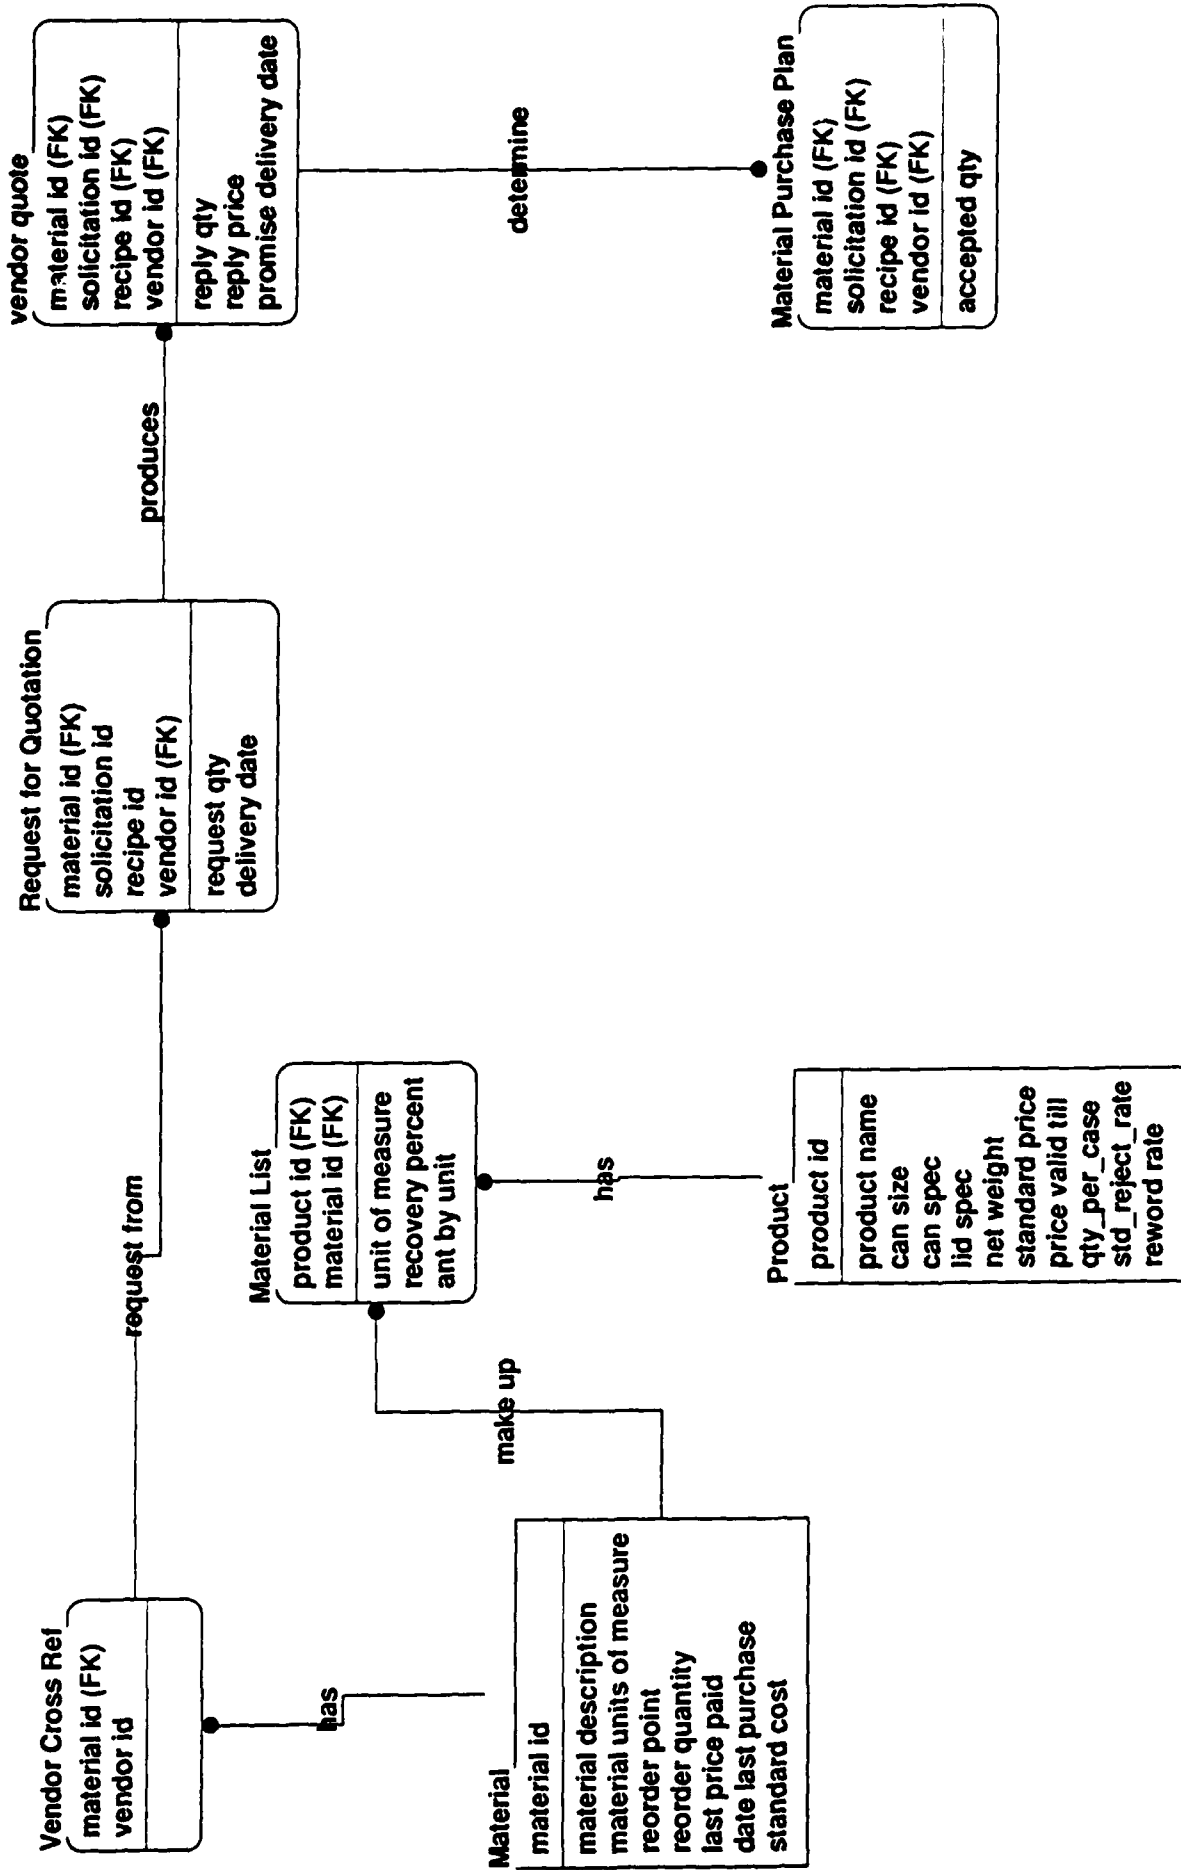 Vendor Cross Ref
material id (FK)
vendor id
request from
Request for Quotation
material id (FK)
solicitation id
recipe id
vendor id (FK)
request qty
delivery date
produces
vendor quote
material id (FK)
solicitation id (FK)
recipe id (FK)
vendor id (FK)
reply qty
reply price
promise delivery date
has
Material List
product id (FK)
material id (FK)
unit of measure
recovery percent
ant by unit
make up
has
determine
Material
material id
material description
material units of measure
reorder point
reorder quantity
last price paid
date last purchase
standard cost
Product
product id
product name
can size
can spec
lid spec
net weight
standard price
price valid till
qty_per_case
std_reject_rate
reword rate
Material Purchase Plan
material id (FK)
solicitation id (FK)
recipe id (FK)
vendor id (FK)
accepted qty